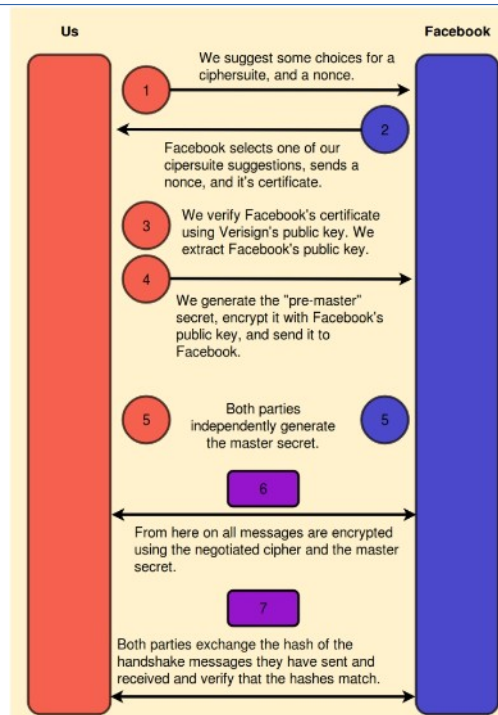 Us
Facebook
We suggest some choices for a
ciphersuite, and a nonce.
1
2
Facebook selects one of our
cipersuite suggestions, sends a
nonce, and it's certificate.
3
We verify Facebook's certificate
using Verisign's public key. We
extract Facebook's public key.
4
We generate the "pre-master"
secret, encrypt it with Facebook's
public key, and send it to
Facebook.
5
Both parties
independently generate
the master secret.
5
6
From here on all messages are encrypted
using the negotiated cipher and the master
secret.
7
Both parties exchange the hash of the
handshake messages they have sent and
received and verify that the hashes match.